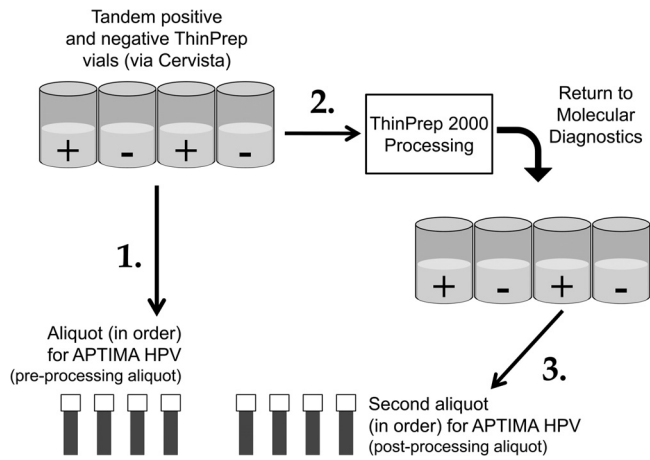 Tandem positive
and negative ThinPrep
vials (via Cervista)
+ - + -
2.
ThinPrep 2000
Processing
Return to
Molecular
Diagnostics
1.
+ - + -
Aliquot (in order)
for APTIMA HPV
(pre-processing aliquot)
3.
Second aliquot
(in order) for APTIMA HPV
(post-processing aliquot)